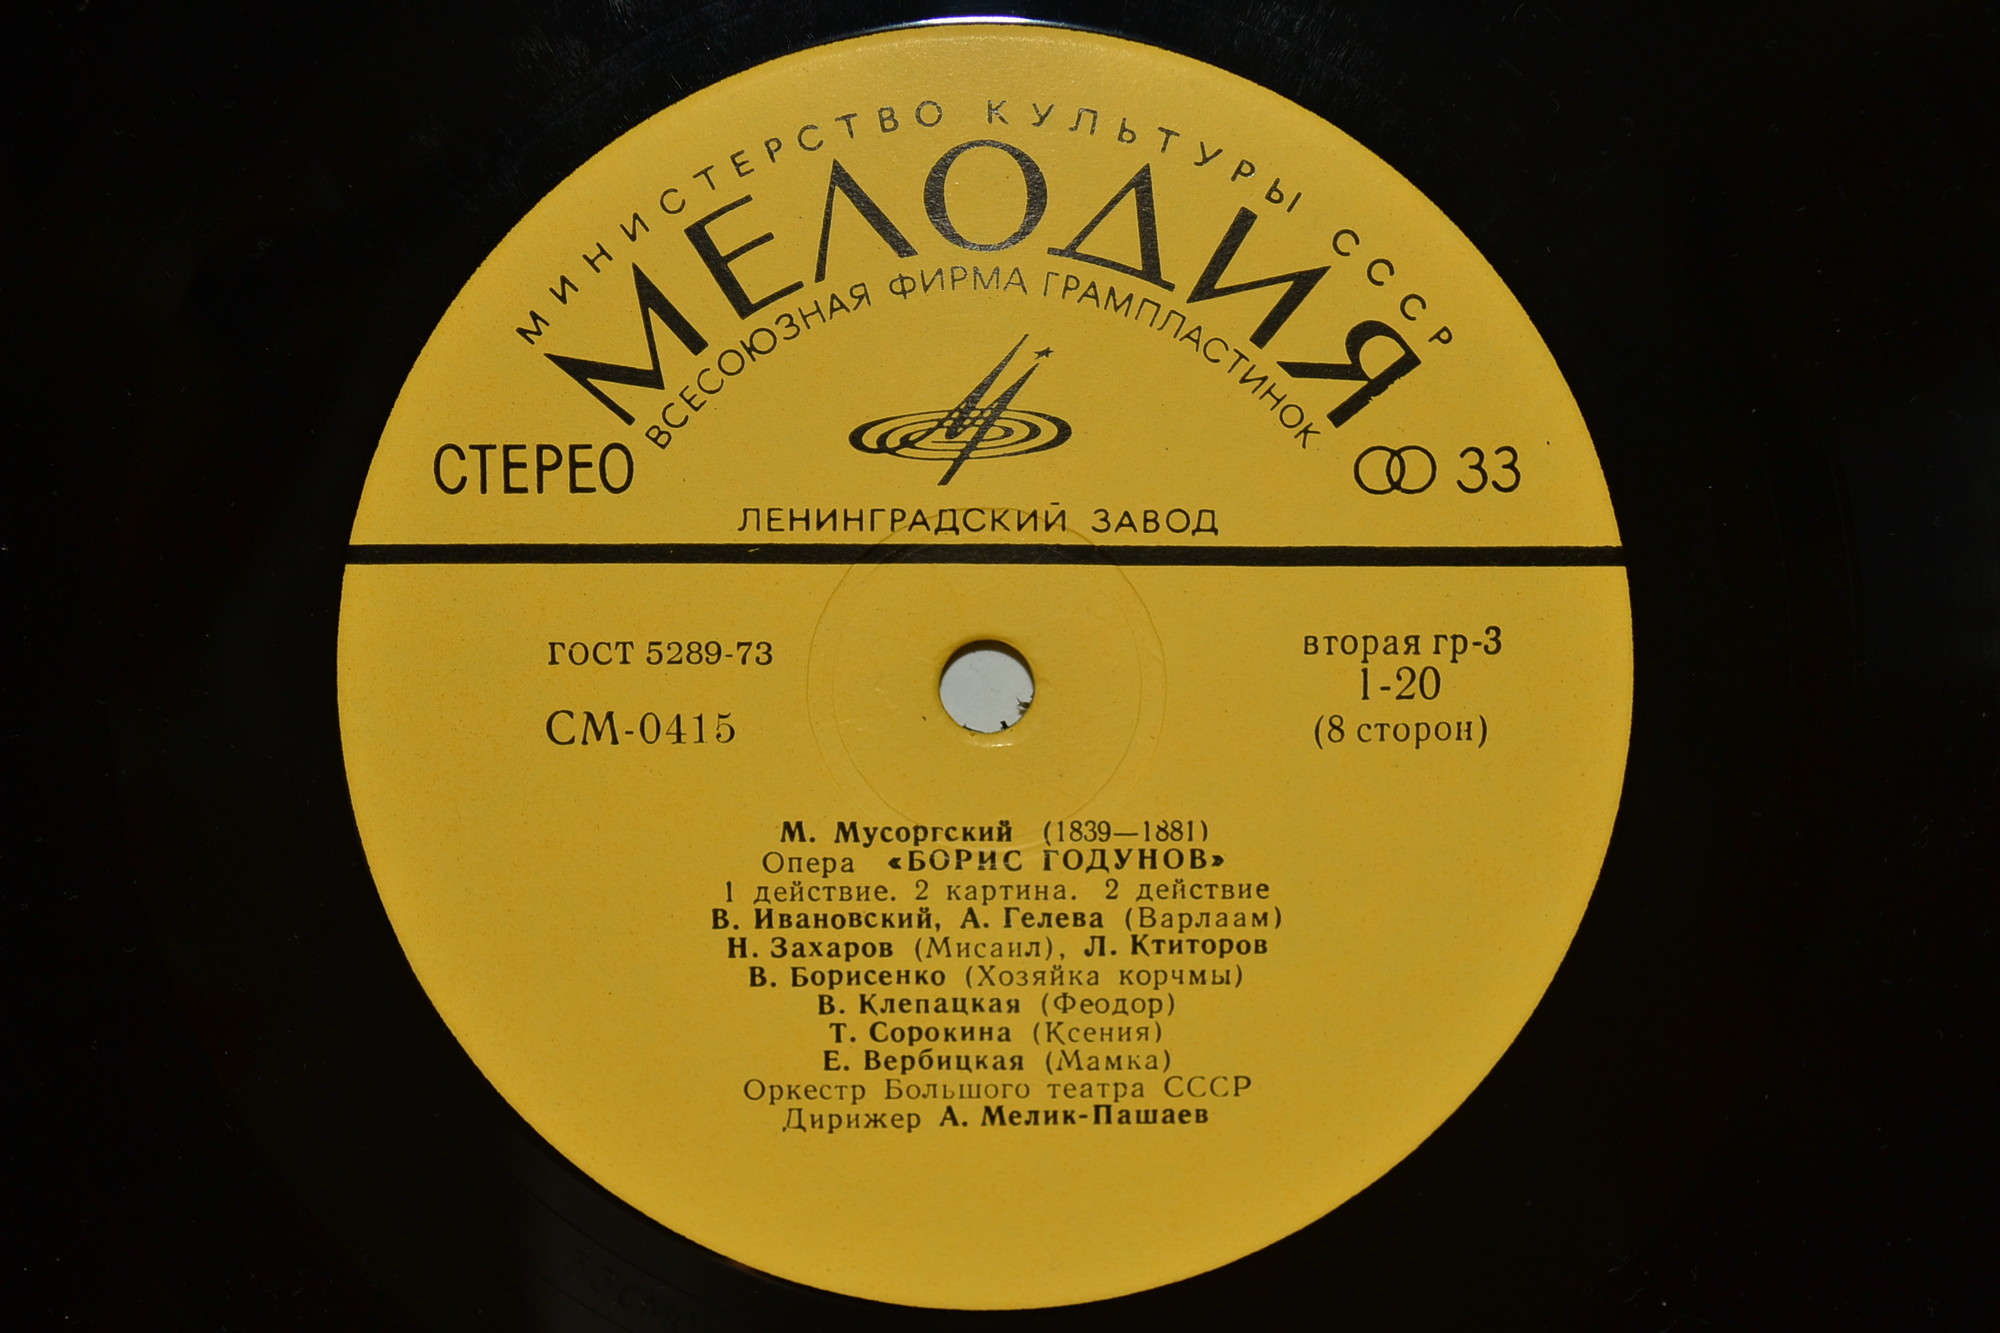 МИНИСТЕРСТВО КУЛЬТУРЫ СССР
МЕЛОДИЯ
ВСЕСОЮЗНАЯ ФИРМА ГРАМПЛАСТИНОК
СТЕРЕО
33
ЛЕНИНГРАДСКИЙ ЗАВОД
ГОСТ 5289-73
вторая гр-3
1-20
СМ-0415
(8 сторон)
М. Мусоргский (1839—1881)
Опера «БОРИС ГОДУНОВ»
1 действие. 2 картина. 2 действие
В. Ивановский, А. Гелева (Варлаам)
Н. Захаров (Мисаил), Л. Ктиторов
В. Борисенко (Хозяйка корчмы)
В. Клепацкая (Феодор)
Т. Сорокина (Ксения)
Е. Вербицкая (Мамка)
Оркестр Большого театра СССР
Дирижер А. Мелик-Пашаев